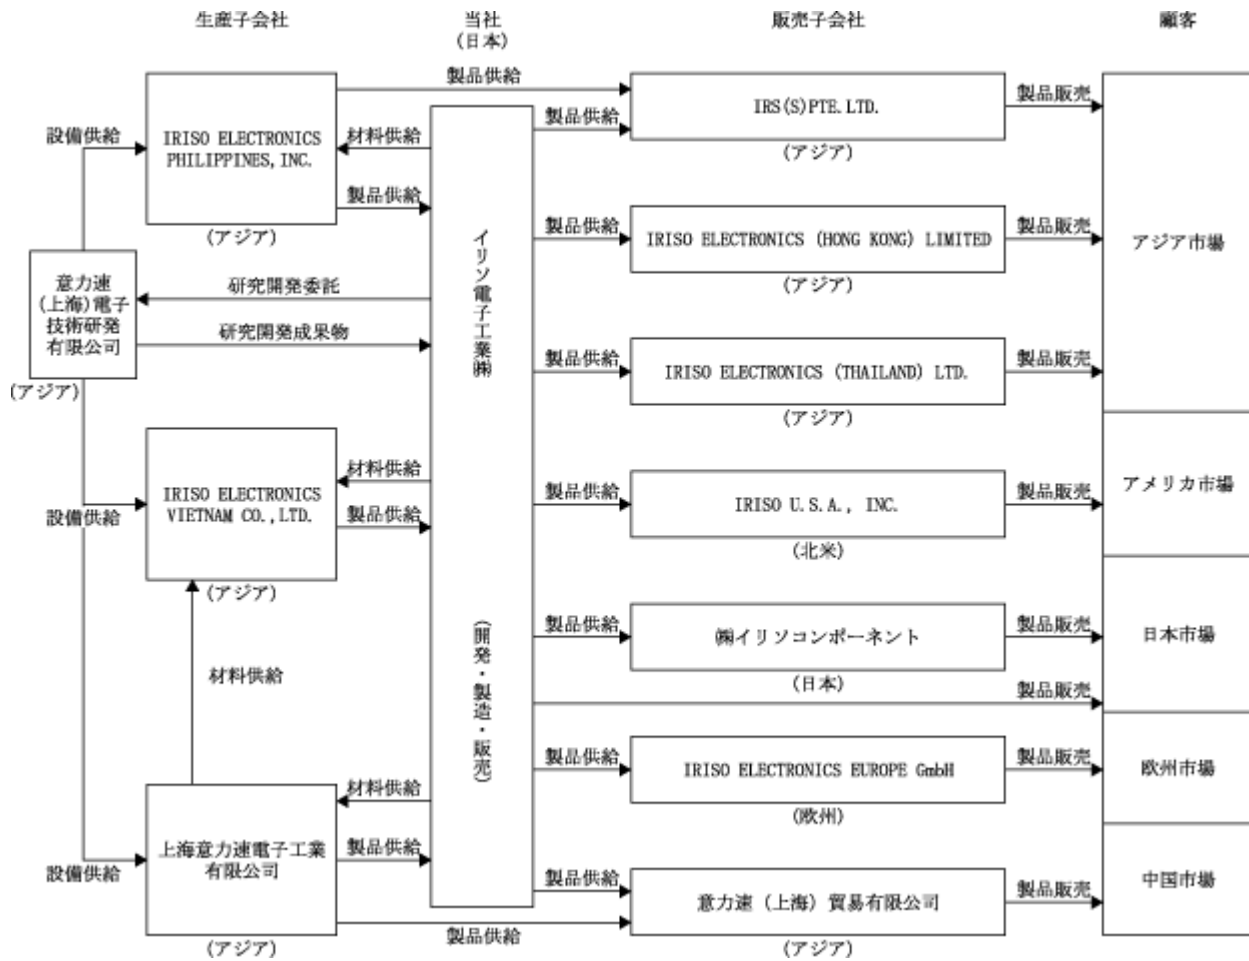 生産子会社
当社
(日本)
販売子会社
顧客
製品供給
IRISO ELECTRONICS
PHILIPPINES, INC.
(アジア)
設備供給
材料供給
製品供給
製品供給
IRS(S)PTE. LTD.
(アジア)
製品販売
製品供給
IRISO ELECTRONICS (HONG KONG) LIMITED
(アジア)
製品販売
アジア市場
意力速
(上海)電子
技術研発
有限公司
(アジア)
研究開発委託
研究開発成果物
イリソ電子工業㈱
(開発・製造・販売)
製品供給
IRISO ELECTRONICS (THAILAND) LTD.
(アジア)
製品販売
IRISO ELECTRONICS
VIETNAM CO., LTD.
(アジア)
設備供給
材料供給
製品供給
製品供給
IRISO U.S.A., INC.
(北米)
製品販売
アメリカ市場
材料供給
製品供給
㈱イリソコンポーネント
(日本)
製品販売
製品販売
日本市場
製品供給
IRISO ELECTRONICS EUROPE GmbH
(欧州)
製品販売
欧州市場
上海意力速電子工業
有限公司
(アジア)
設備供給
材料供給
製品供給
製品供給
製品供給
意力速 (上海) 貿易有限公司
(アジア)
製品販売
中国市場